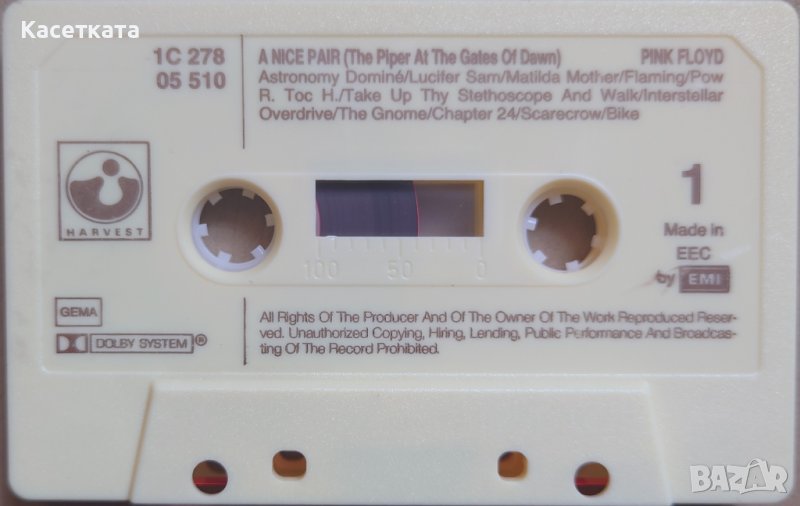 Касетката
1C 278
05 510
A NICE PAIR (The Piper At The Gates Of Dawn) PINK FLOYD
Astronomy Dominé/Lucifer Sam/Matilda Mother/Flaming/Pow
R. Toc H./Take Up Thy Stethoscope And Walk/Interstellar
Overdrive/The Gnome/Chapter 24/Scarecrow/Bike
HARVEST
1
Made in
EEC
by EMI
100 50 0
GEMA
DOLBY SYSTEM ®
All Rights Of The Producer And Of The Owner Of The Work Reproduced Reser-
ved. Unauthorized Copying, Hiring, Lending, Public Performance And Broadcas-
ting Of The Record Prohibited.
BAZAR